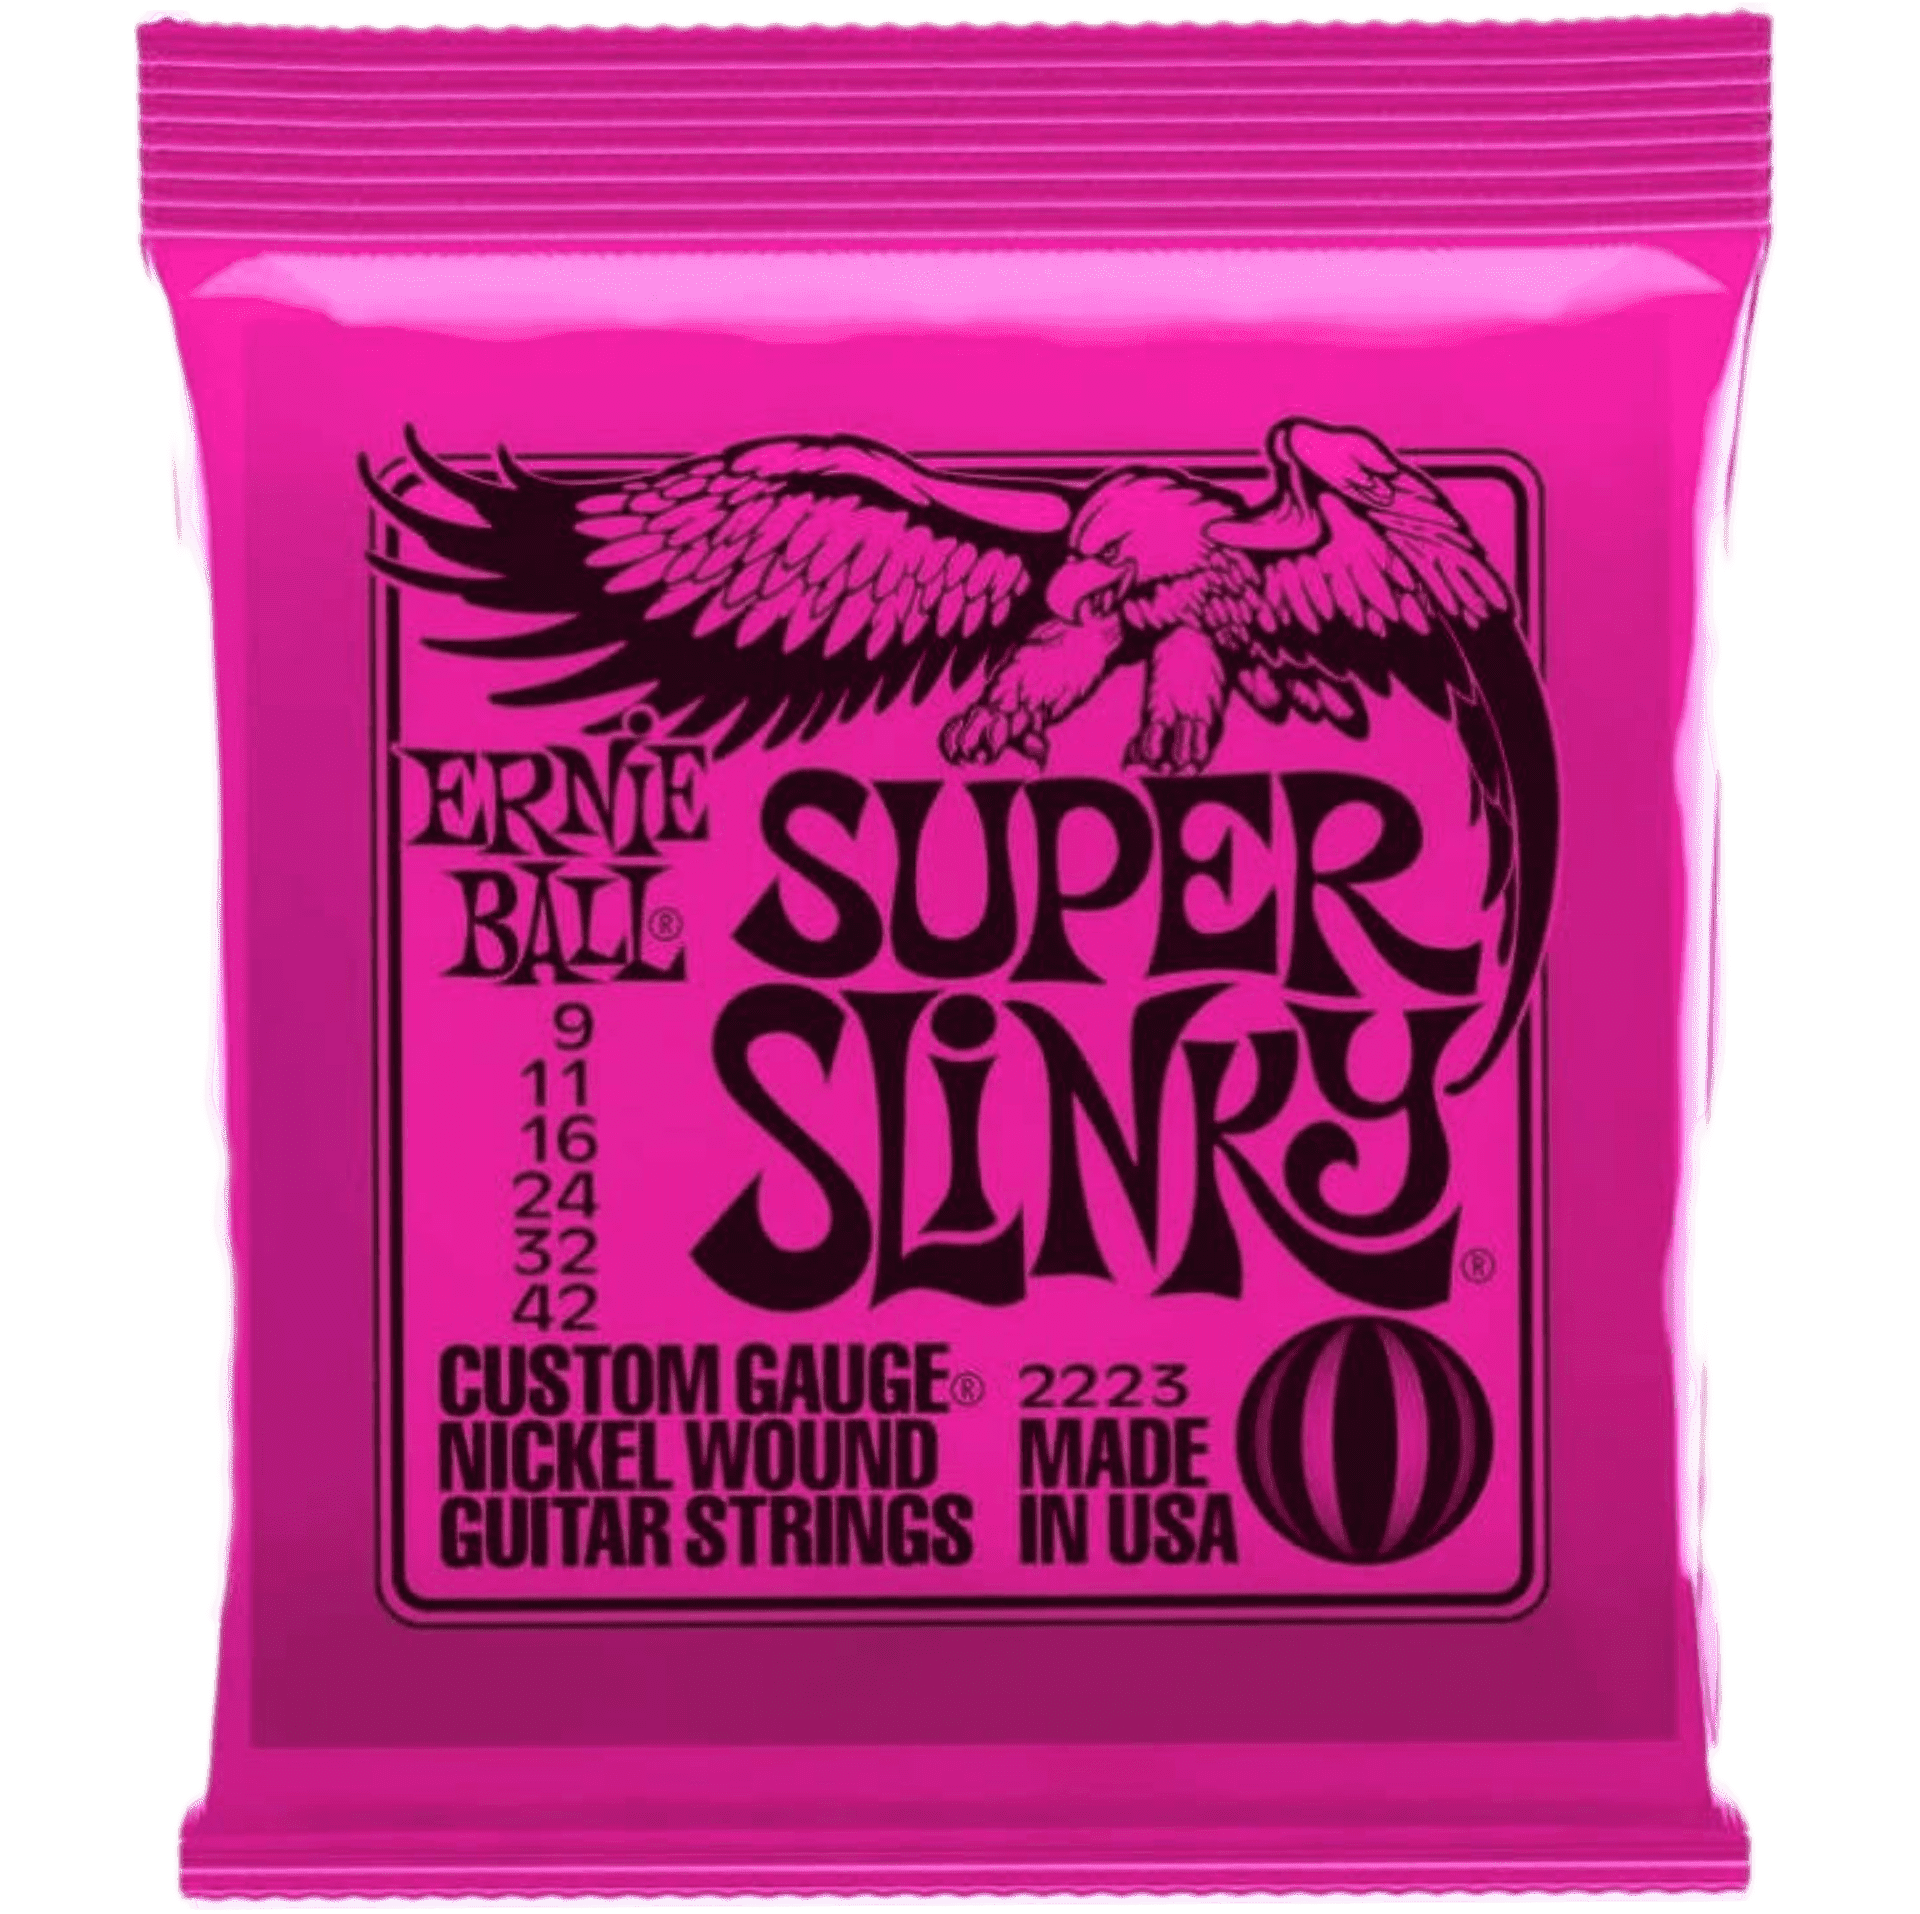 ERNiE
BALL®
SUPER
SLiNKY®
9
11
16
24
32
42
CUSTOM GAUGE®
NICKEL WOUND
GUITAR STRINGS
2223
MADE
IN USA